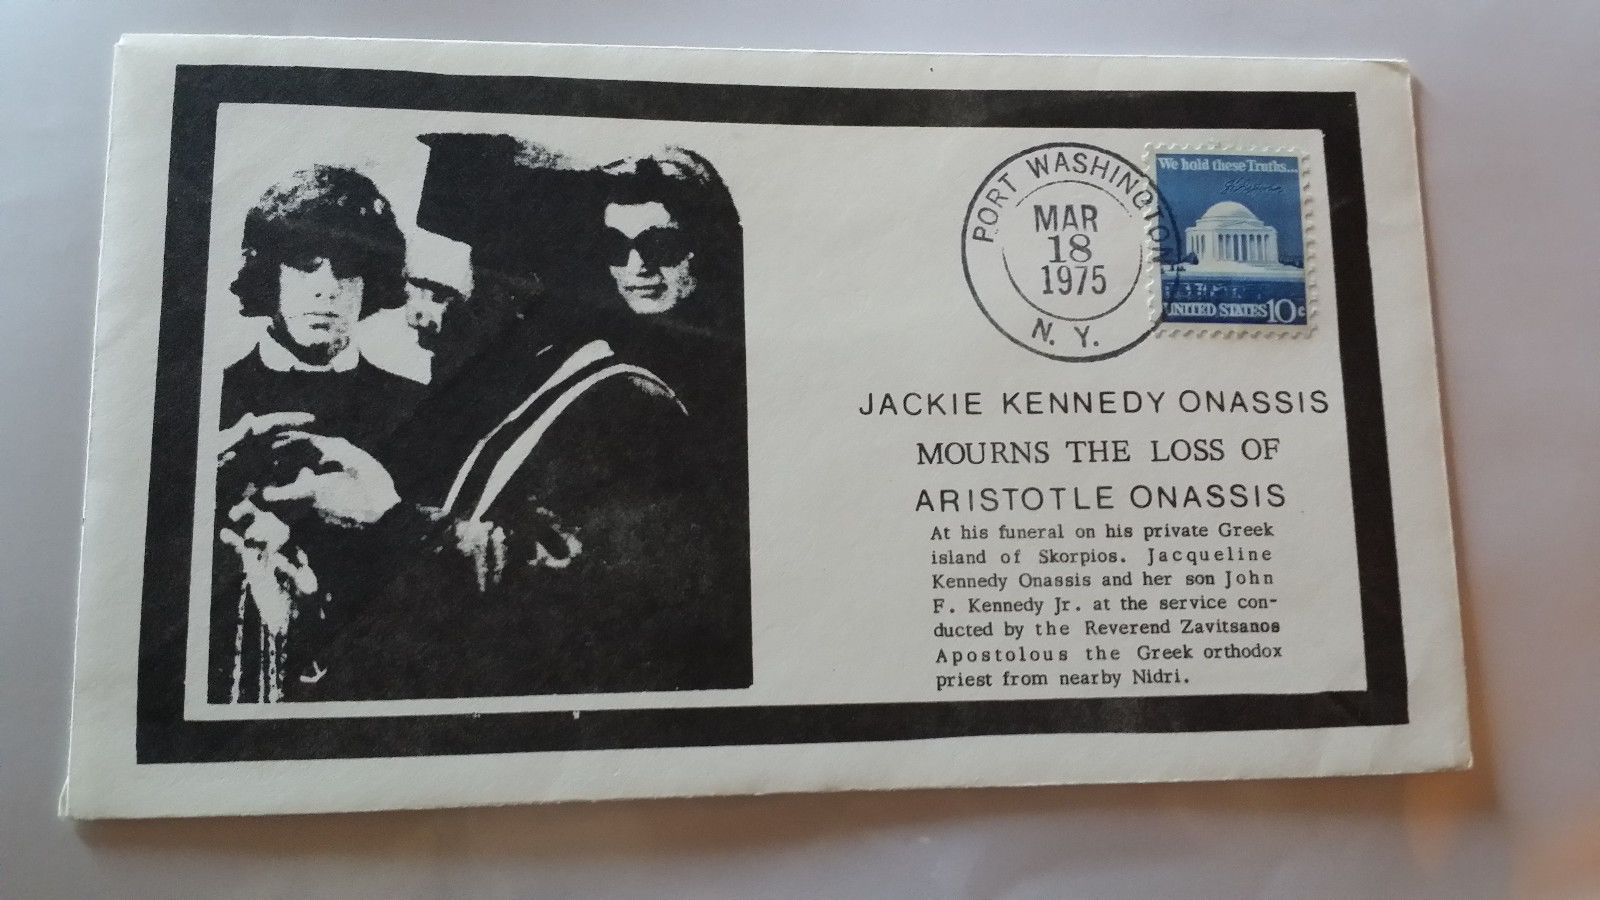 PORT WASHINGTON
MAR
18
1975
N. Y.
We hold these Truths...
UNITED STATES 10c
JACKIE KENNEDY ONASSIS
MOURNS THE LOSS OF
ARISTOTLE ONASSIS
At his funeral on his private Greek
island of Skorpios. Jacqueline
Kennedy Onassis and her son John
F. Kennedy Jr. at the service con-
ducted by the Reverend Zavitsanos
Apostolous the Greek orthodox
priest from nearby Nidri.